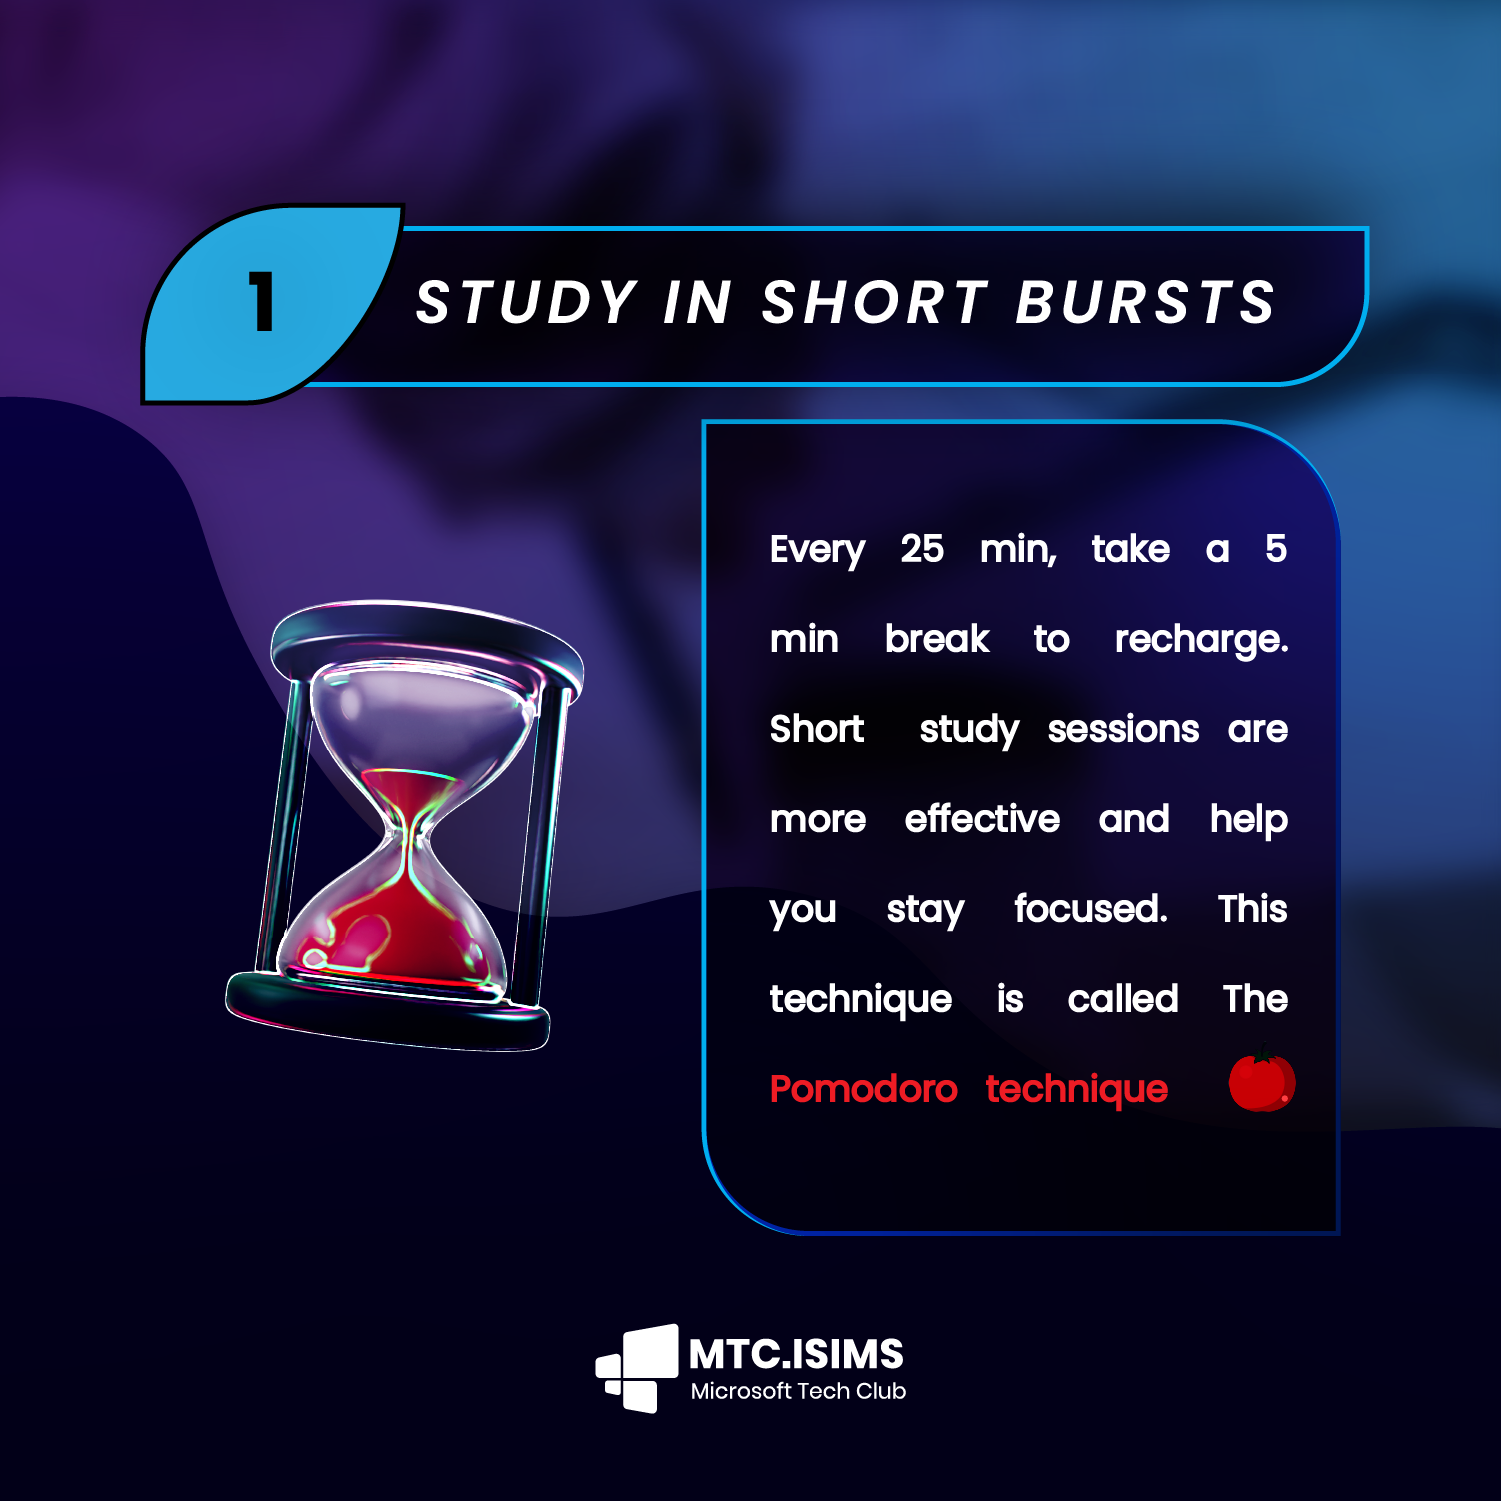 1
STUDY IN SHORT BURSTS
Every 25 min, take a 5
min break to recharge.
Short study sessions are
more effective and help
you stay focused. This
technique is called The
Pomodoro technique
MTC.ISIMS
Microsoft Tech Club